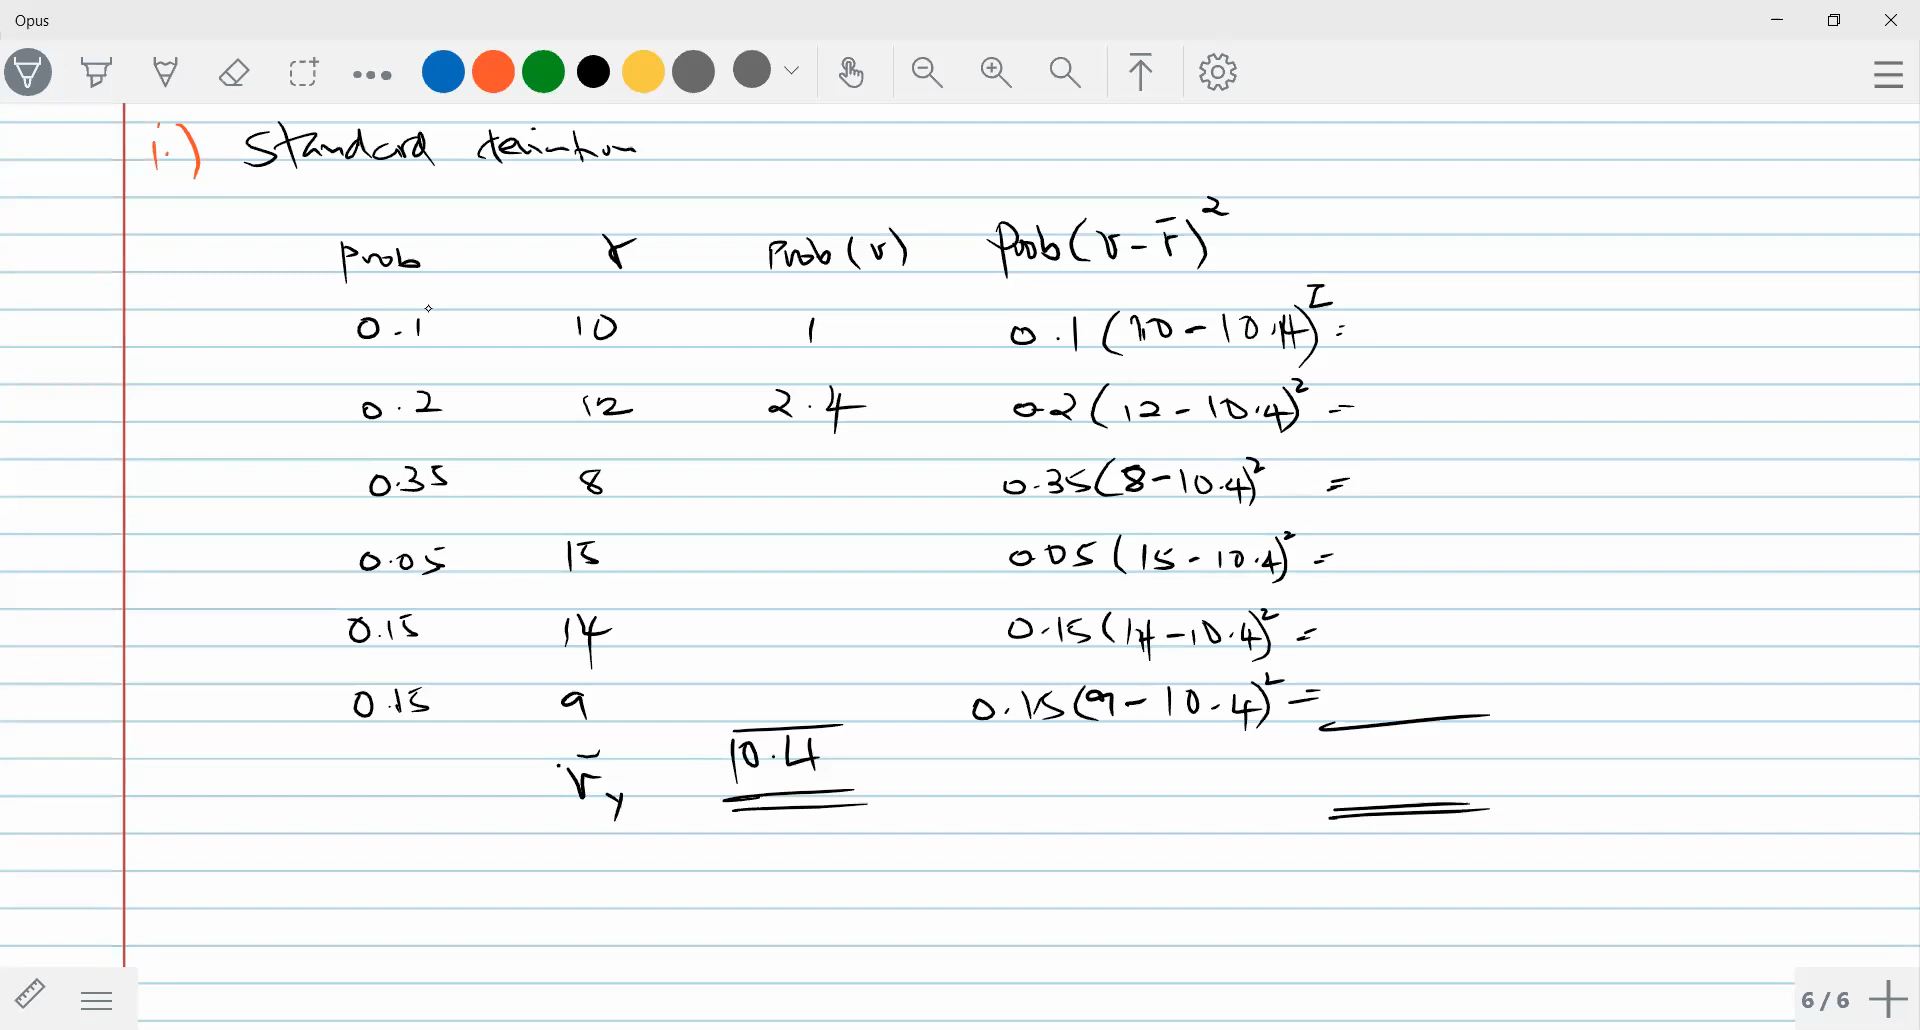 Opus
i.) Standard deviation
Prob r Prob(r) Prob(r - r̄)²
0.1 10 1 0.1(10 - 10.4)² =
0.2 12 2.4 0.2(12 - 10.4)² =
0.35 8 0.35(8 - 10.4)² =
0.05 15 0.05(15 - 10.4)² =
0.15 14 0.15(14 - 10.4)² =
0.15 9 0.15(9 - 10.4)² =
r̄y 10.4
6 / 6